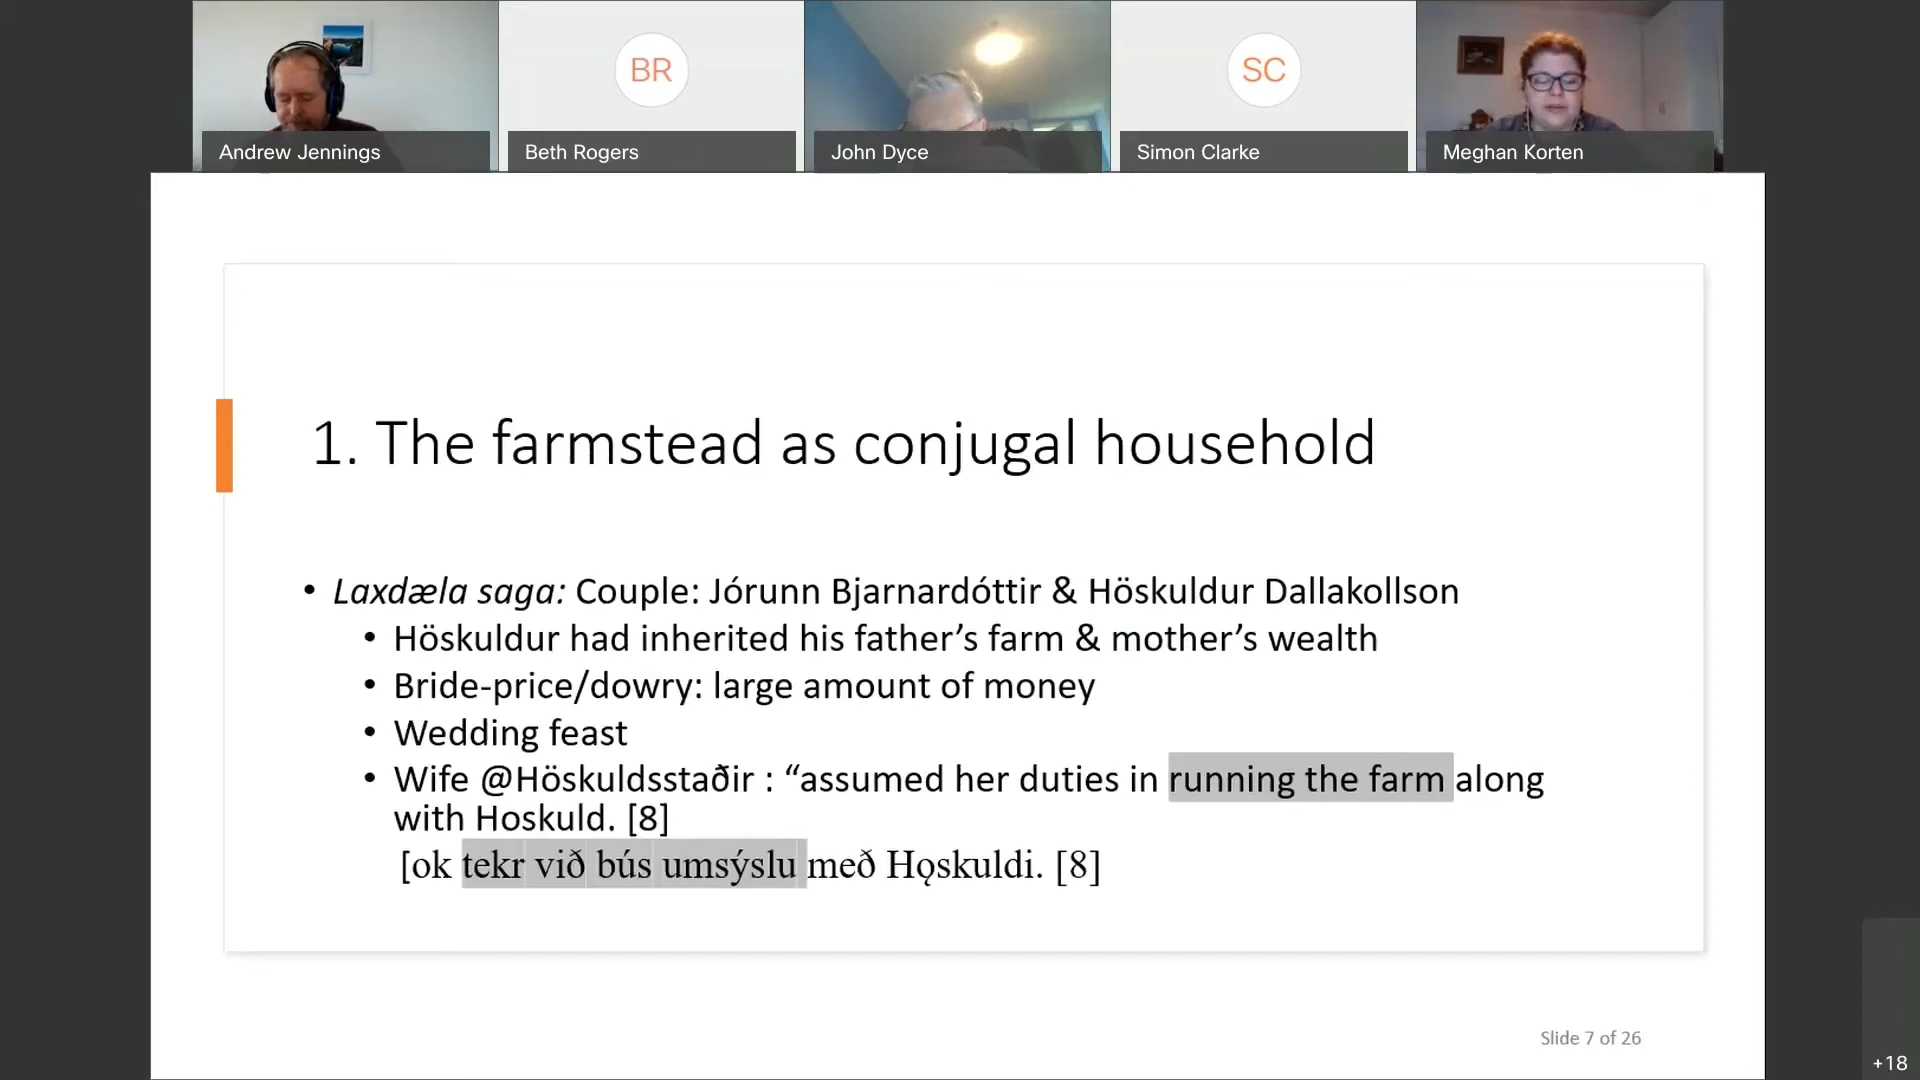 BR
SC
Andrew Jennings
Beth Rogers
John Dyce
Simon Clarke
Meghan Korten
1. The farmstead as conjugal household
• Laxdæla saga: Couple: Jórunn Bjarnardóttir & Höskuldur Dallakollson
• Höskuldur had inherited his father’s farm & mother’s wealth
• Bride-price/dowry: large amount of money
• Wedding feast
• Wife @Höskuldsstaðir : “assumed her duties in running the farm along
with Hoskuld. [8]
[ok tekr við bús umsýslu með Hǫskuldi. [8]
Slide 7 of 26
+18